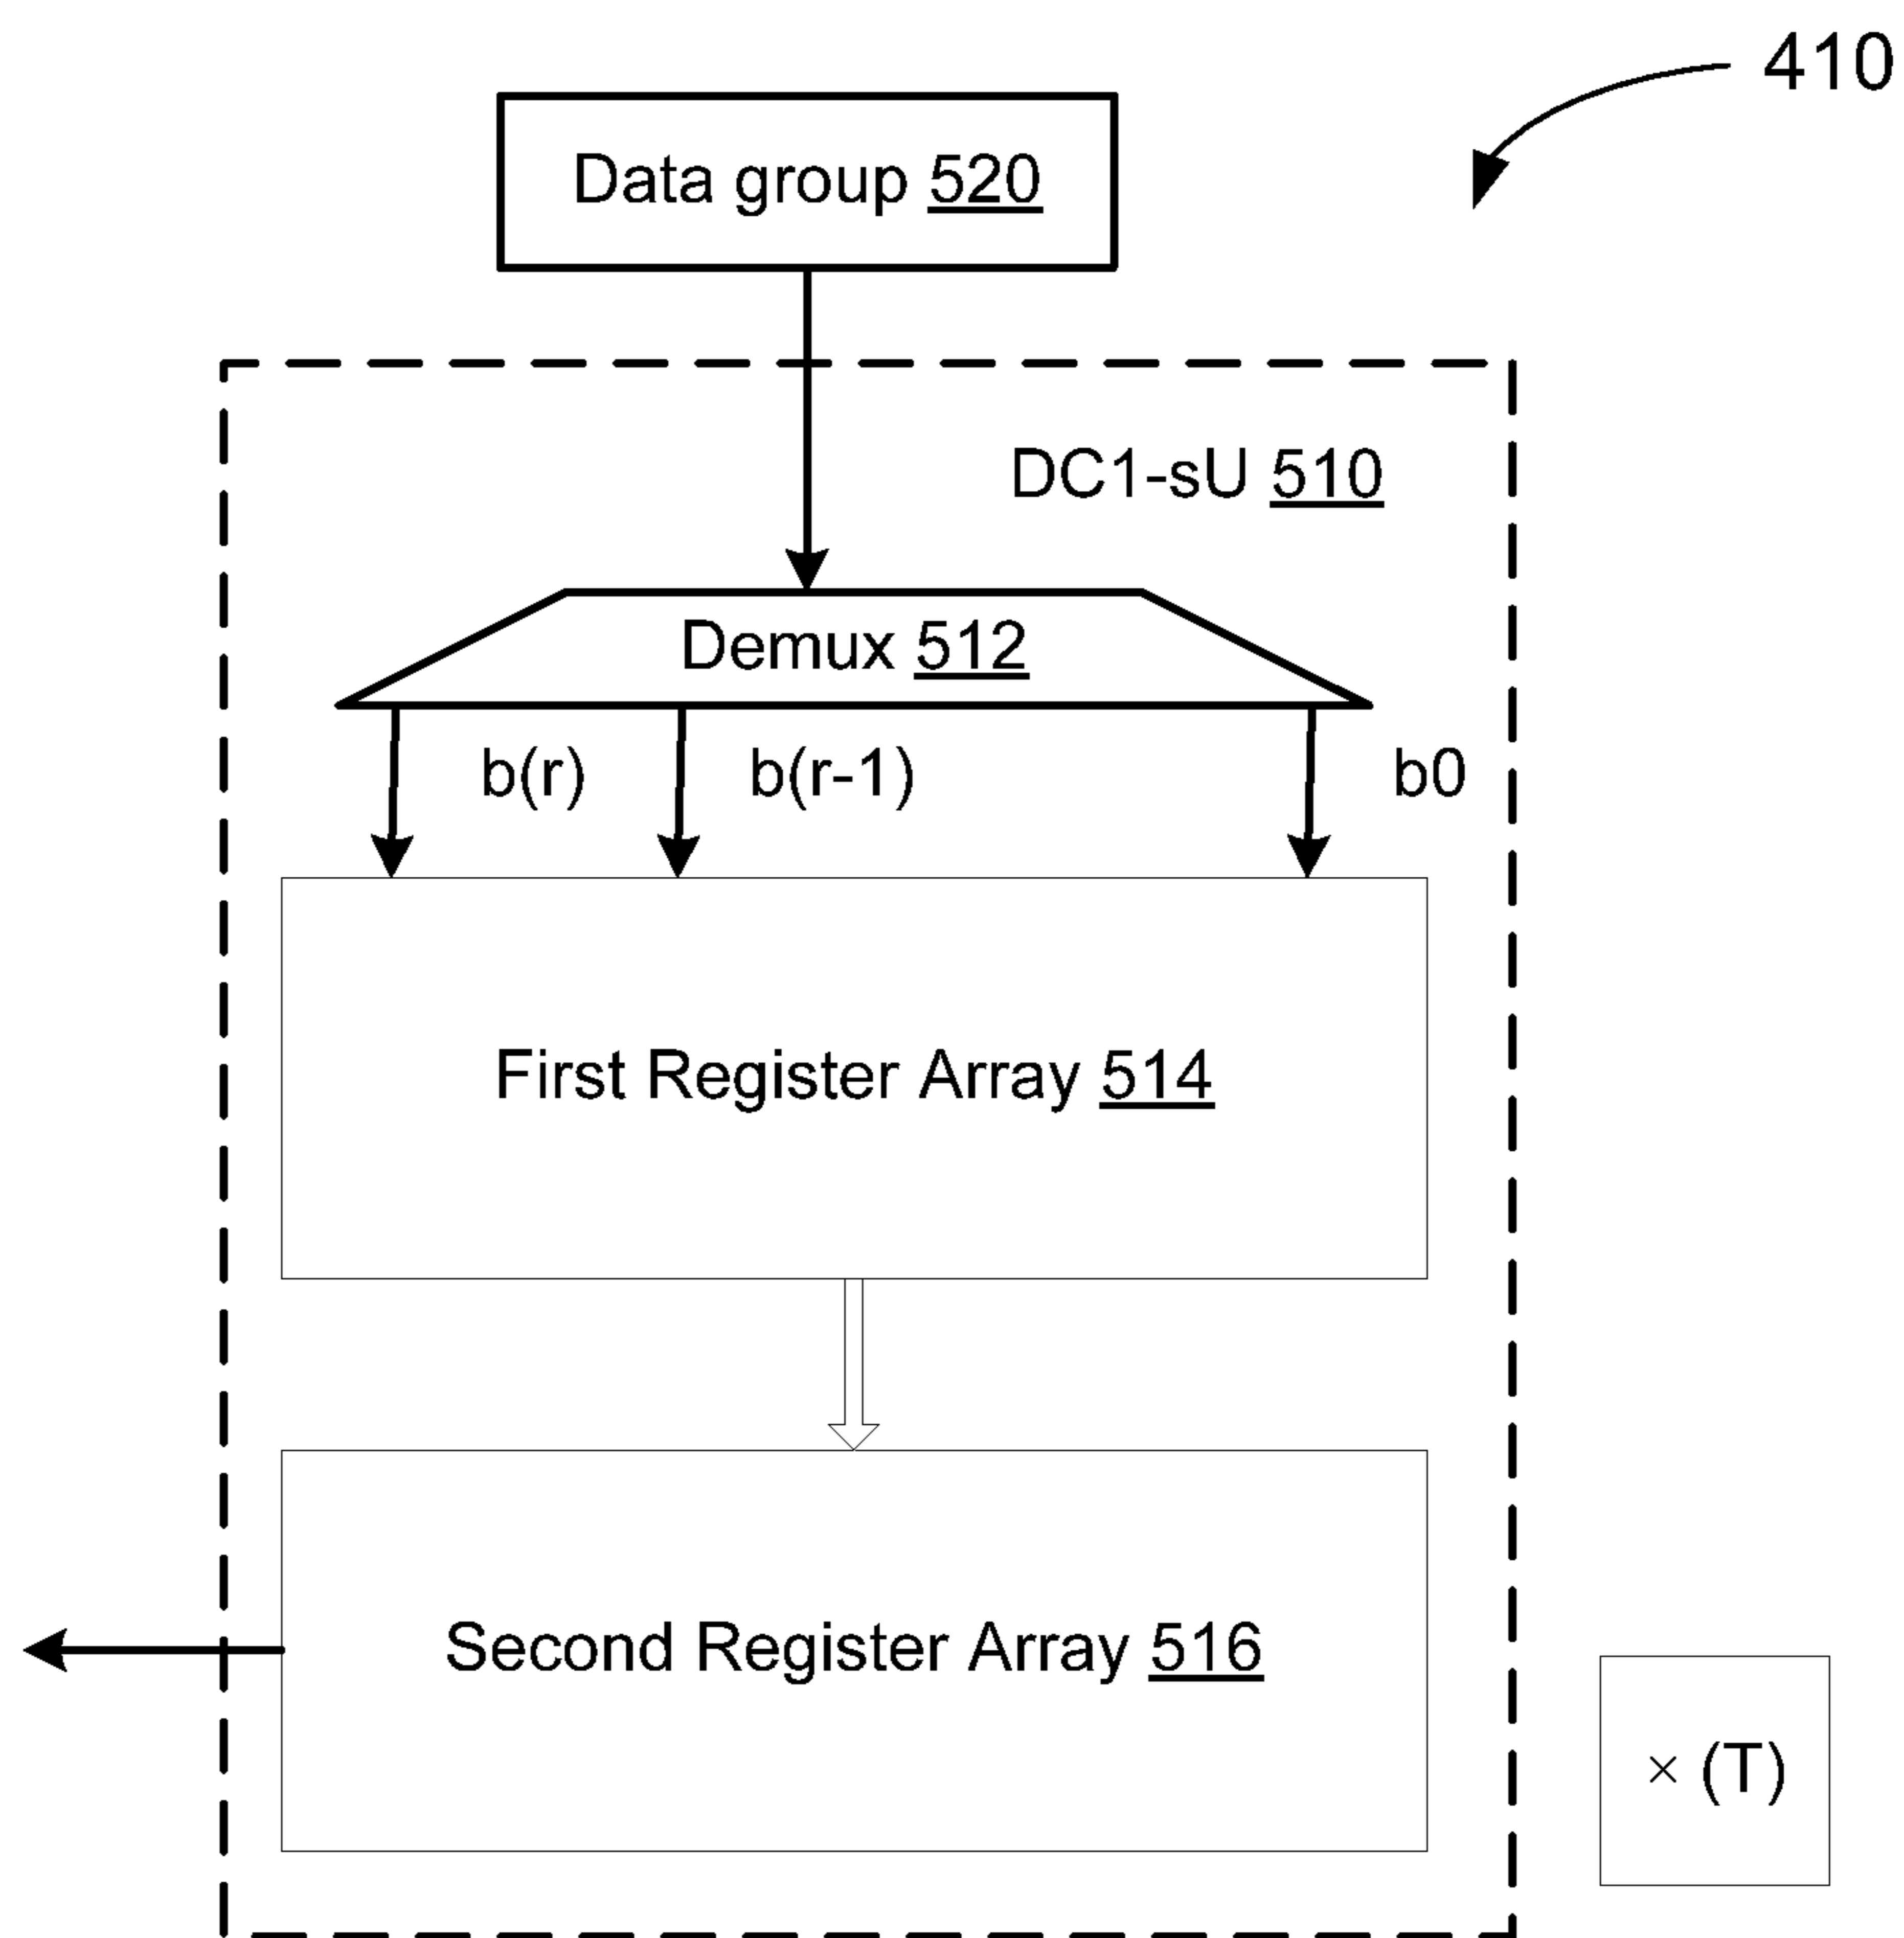 410
Data group 520
DC1-sU 510
Demux 512
b(r) b(r-1) b0
First Register Array 514
Second Register Array 516
× (T)